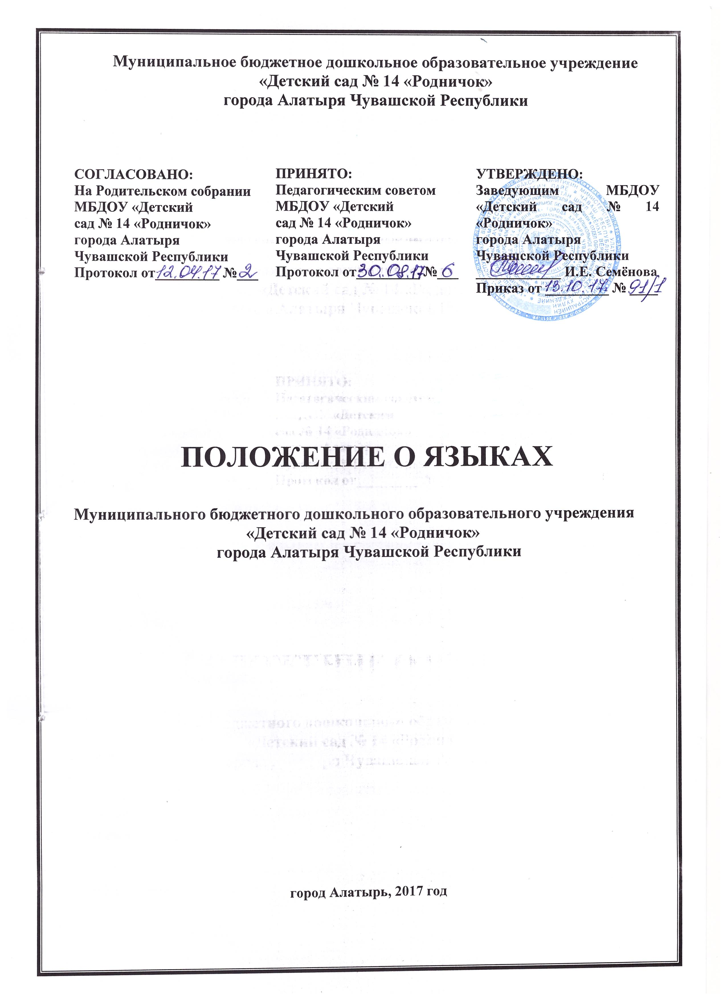 Муниципальное бюджетное дошкольное образовательное учреждение
«Детский сад № 14 «Родничок»
города Алатыря Чувашской Республики
СОГЛАСОВАНО:
На Родительском собрании
МБДОУ «Детский
сад № 14 «Родничок»
города Алатыря
Чувашской Республики
Протокол от 12.04.17 № 2
ПРИНЯТО:
Педагогическим советом
МБДОУ «Детский
сад № 14 «Родничок»
города Алатыря
Чувашской Республики
Протокол от 30.08.17 № 6
УТВЕРЖДЕНО:
Заведующим МБДОУ
«Детский сад № 14
«Родничок»
города Алатыря
Чувашской Республики
И.Е. Семёнова
Приказ от 13.10.17. № 91/1
ПОЛОЖЕНИЕ О ЯЗЫКАХ
Муниципального бюджетного дошкольного образовательного учреждения
«Детский сад № 14 «Родничок»
города Алатыря Чувашской Республики
город Алатырь, 2017 год